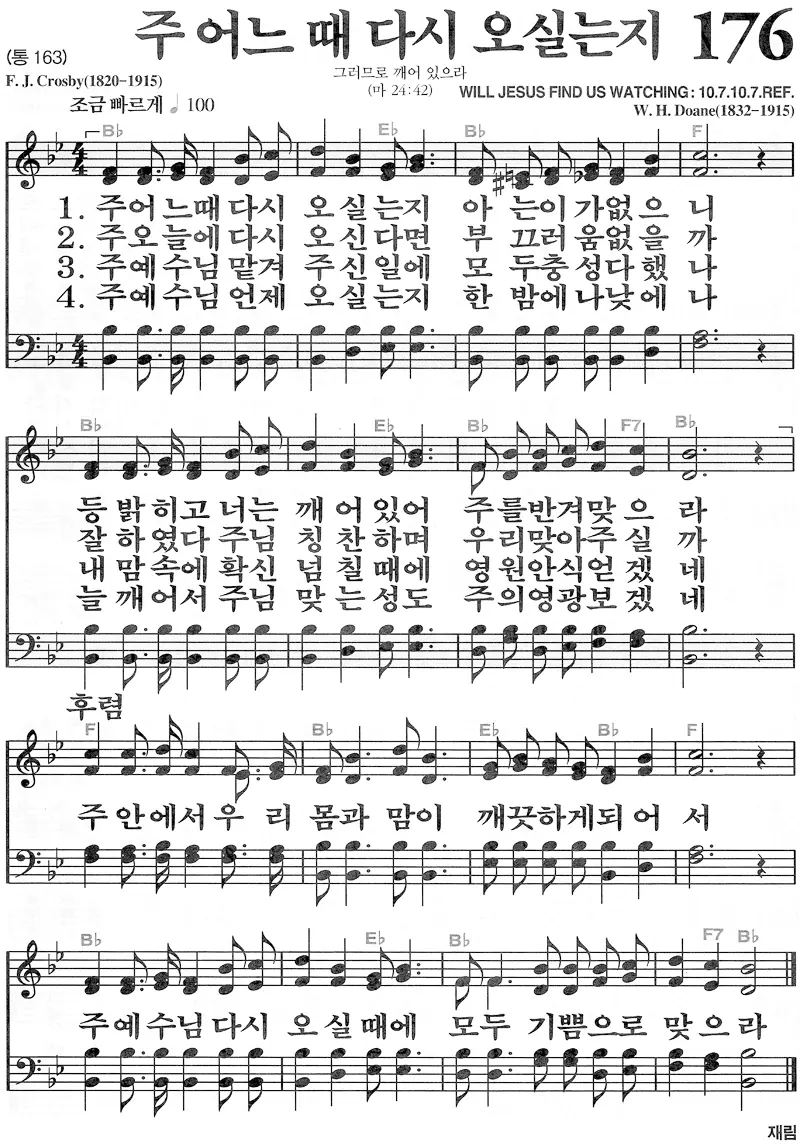 주 어느 때 다시 오실는지 176
(통 163)
F. J. Crosby(1820-1915)
그러므로 깨어 있으라
(마 24:42)
WILL JESUS FIND US WATCHING: 10.7.10.7.REF.
W. H. Doane(1832-1915)
조금 빠르게 ♩ 100
B♭ E♭ B♭ F
1. 주어 느때 다시 오 실는지 아 는이 가없으 니
2. 주오 늘에 다시 오 신다면 부 끄러 움없을 까
3. 주예 수님 맡겨 주 신일에 모 두충 성다했 나
4. 주예 수님 언제 오 실는지 한 밤에 나낮에 나
B♭ E♭ B♭ F7 B♭
등 밝 히고 너는 깨 어 있어 주를반겨맞 으 라
잘 하 였다 주님 칭 찬 하며 우리맞아주 실 까
내 맘 속에 확신 넘 칠 때에 영원안식얻 겠 네
늘 깨 어서 주님 맞 는 성도 주의영광보 겠 네
후렴
F B♭ E♭ B♭ F
주 안에서우 리 몸과 맘이 깨끗하게되어 서
B♭ E♭ B♭ F7 B♭
주예 수님 다시 오 실 때에 모두 기쁨으로 맞으라
재림